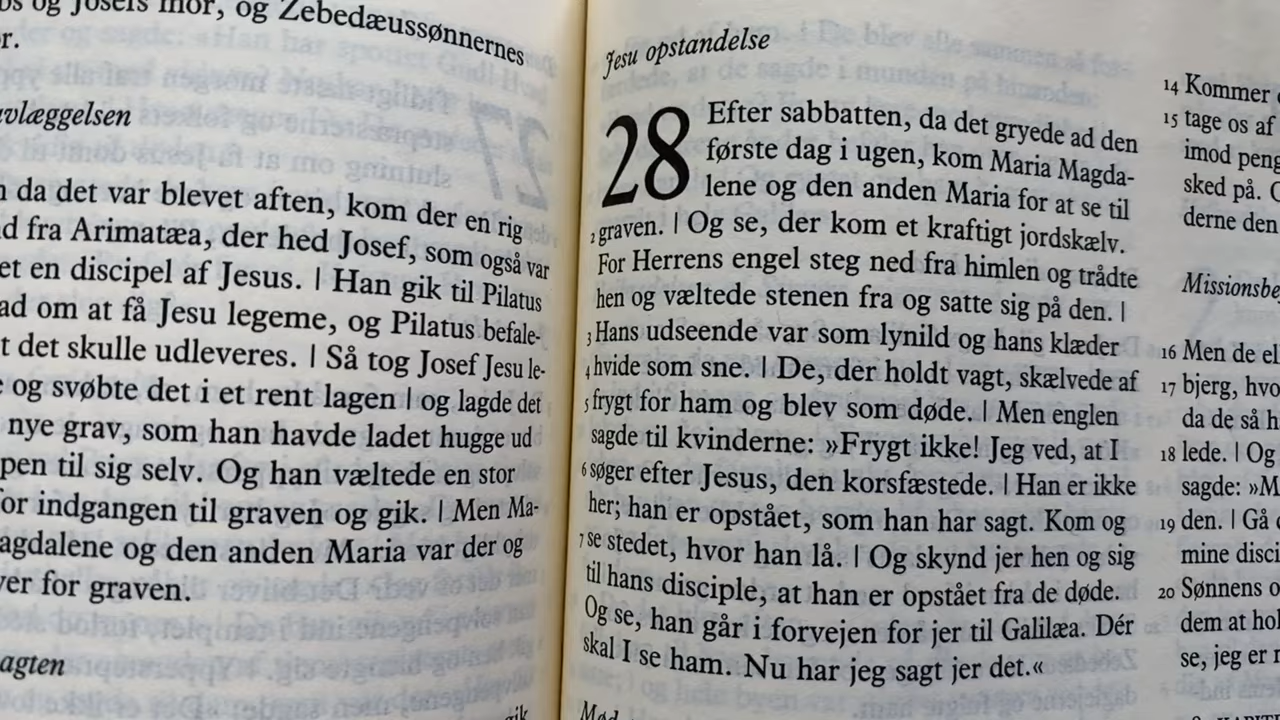 og Josefs mor, og Zebedæussønnernes
Gravlæggelsen
da det var blevet aften, kom der en rig
fra Arimatæa, der hed Josef, som også var
en discipel af Jesus. | Han gik til Pilatus
om at få Jesu legeme, og Pilatus befale-
det skulle udleveres. | Så tog Josef Jesu le-
og svøbte det i et rent lagen | og lagde det
nye grav, som han havde ladet hugge ud
til sig selv. Og han væltede en stor
for indgangen til graven og gik. | Men Ma-
Magdalene og den anden Maria var der og
over for graven.
Jesu opstandelse
28 Efter sabbatten, da det gryede ad den
første dag i ugen, kom Maria Magda-
lene og den anden Maria for at se til
2 graven. | Og se, der kom et kraftigt jordskælv.
For Herrens engel steg ned fra himlen og trådte
hen og væltede stenen fra og satte sig på den. |
3 Hans udseende var som lynild og hans klæder
4 hvide som sne. | De, der holdt vagt, skælvede af
5 frygt for ham og blev som døde. | Men englen
sagde til kvinderne: »Frygt ikke! Jeg ved, at I
6 søger efter Jesus, den korsfæstede. | Han er ikke
her; han er opstået, som han har sagt. Kom og
7 se stedet, hvor han lå. | Og skynd jer hen og sig
til hans disciple, at han er opstået fra de døde.
Og se, han går i forvejen for jer til Galilæa. Dér
skal I se ham. Nu har jeg sagt jer det.«
14 Kommer
15 tage os af
imod peng
sked på.
derne den
Missionsbe
16 Men de el
17 bjerg, hvo
da de så h
18 lede. | Og
sagde: »M
19 den. | Gå
mine disci
20 Sønnens o
dem at hol
se, jeg er